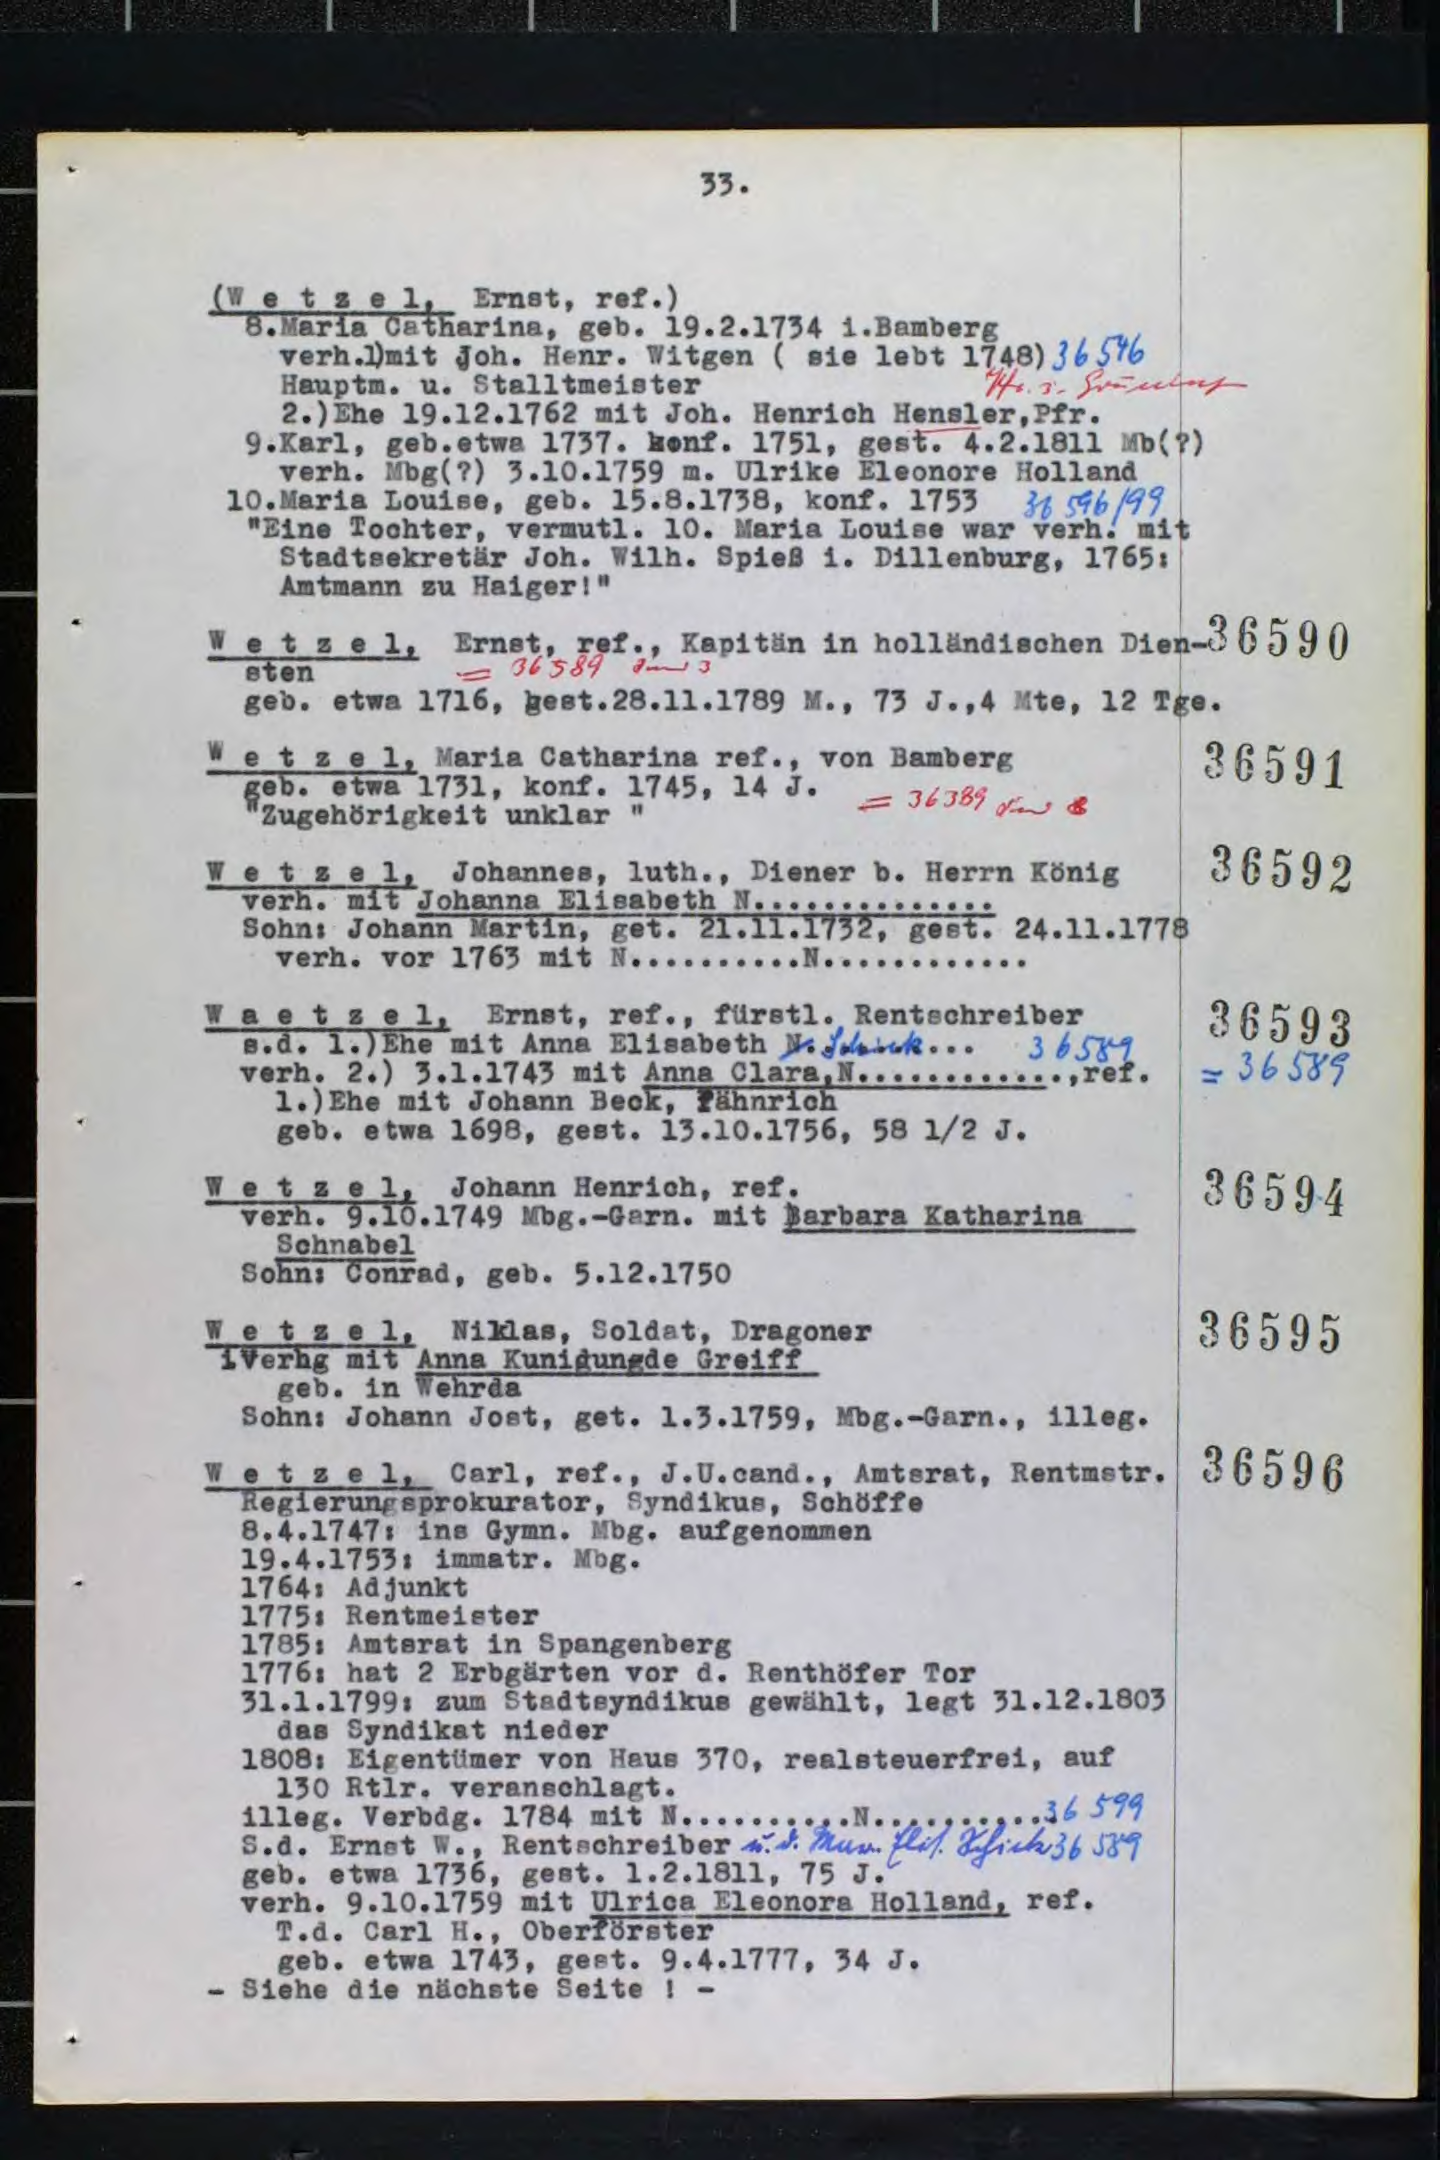 33.
(W e t z e l, Ernst, ref.)
8.Maria Catharina, geb. 19.2.1734 i.Bamberg
verh.1)mit Joh. Henr. Witgen ( sie lebt 1748) 36546
Hauptm. u. Stalltmeister
2.)Ehe 19.12.1762 mit Joh. Henrich Hensler,Pfr.
9.Karl, geb.etwa 1737. konf. 1751, gest. 4.2.1811 Mb(?)
verh. Mbg(?) 3.10.1759 m. Ulrike Eleonore Holland
10.Maria Louise, geb. 15.8.1738, konf. 1753 36 596/99
"Eine Tochter, vermutl. 10. Maria Louise war verh. mit
Stadtsekretär Joh. Wilh. Spieß i. Dillenburg, 1765:
Amtmann zu Haiger!"
W e t z e l, Ernst, ref., Kapitän in holländischen Dien- 36590
sten = 36589 3
geb. etwa 1716, gest.28.11.1789 M., 73 J.,4 Mte, 12 Tge.
W e t z e l, Maria Catharina ref., von Bamberg 36591
geb. etwa 1731, konf. 1745, 14 J. = 36389 8
"Zugehörigkeit unklar "
W e t z e l, Johannes, luth., Diener b. Herrn König 36592
verh. mit Johanna Elisabeth N..............
Sohn: Johann Martin, get. 21.11.1732, gest. 24.11.1778
verh. vor 1763 mit N..........N............
W a e t z e l, Ernst, ref., fürstl. Rentschreiber 36593
s.d. 1.)Ehe mit Anna Elisabeth N. Schick... 36589 = 36589
verh. 2.) 3.1.1743 mit Anna Clara,N............,ref.
1.)Ehe mit Johann Beck, Fähnrich
geb. etwa 1698, gest. 13.10.1756, 58 1/2 J.
W e t z e l, Johann Henrich, ref. 36594
verh. 9.10.1749 Mbg.-Garn. mit Barbara Katharina
Schnabel
Sohn: Conrad, geb. 5.12.1750
W e t z e l, Niklas, Soldat, Dragoner 36595
iVerhg mit Anna Kunigungde Greiff
geb. in Wehrda
Sohn: Johann Jost, get. 1.3.1759, Mbg.-Garn., illeg.
W e t z e l, Carl, ref., J.U.cand., Amtsrat, Rentmstr. 36596
Regierungsprokurator, Syndikus, Schöffe
8.4.1747: ins Gymn. Mbg. aufgenommen
19.4.1753: immatr. Mbg.
1764: Adjunkt
1775: Rentmeister
1785: Amtsrat in Spangenberg
1776: hat 2 Erbgärten vor d. Renthöfer Tor
31.1.1799: zum Stadtsyndikus gewählt, legt 31.12.1803
das Syndikat nieder
1808: Eigentümer von Haus 370, realsteuerfrei, auf
130 Rtlr. veranschlagt.
illeg. Verbdg. 1784 mit N..........N.......... 36 599
S.d. Ernst W., Rentschreiber u. d. Elis. Schick 36 589
geb. etwa 1736, gest. 1.2.1811, 75 J.
verh. 9.10.1759 mit Ulrica Eleonora Holland, ref.
T.d. Carl H., Oberförster
geb. etwa 1743, gest. 9.4.1777, 34 J.
- Siehe die nächste Seite ! -